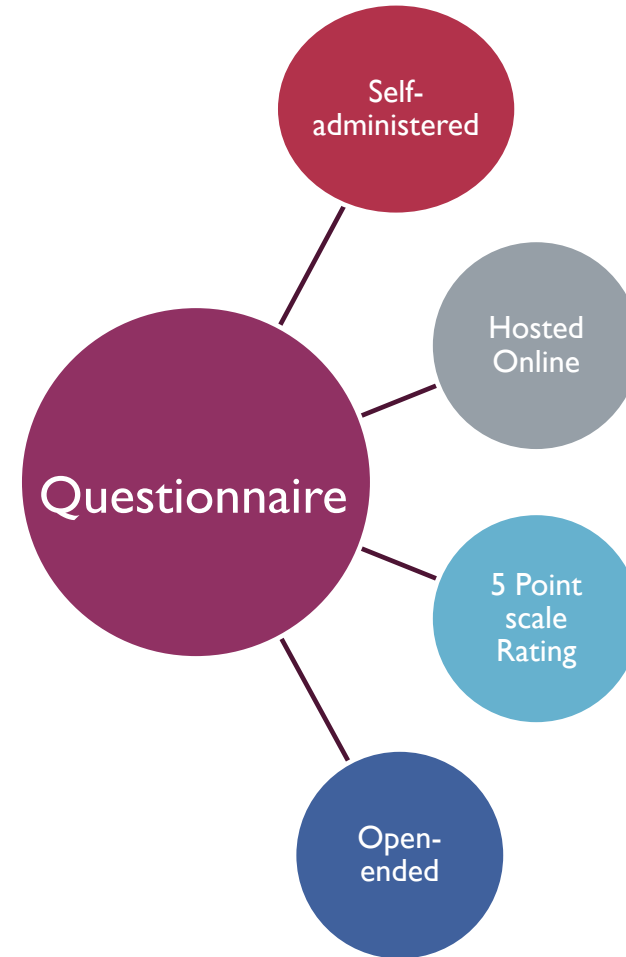 Self-
administered
Hosted
Online
Questionnaire
5 Point
scale
Rating
Open-
ended